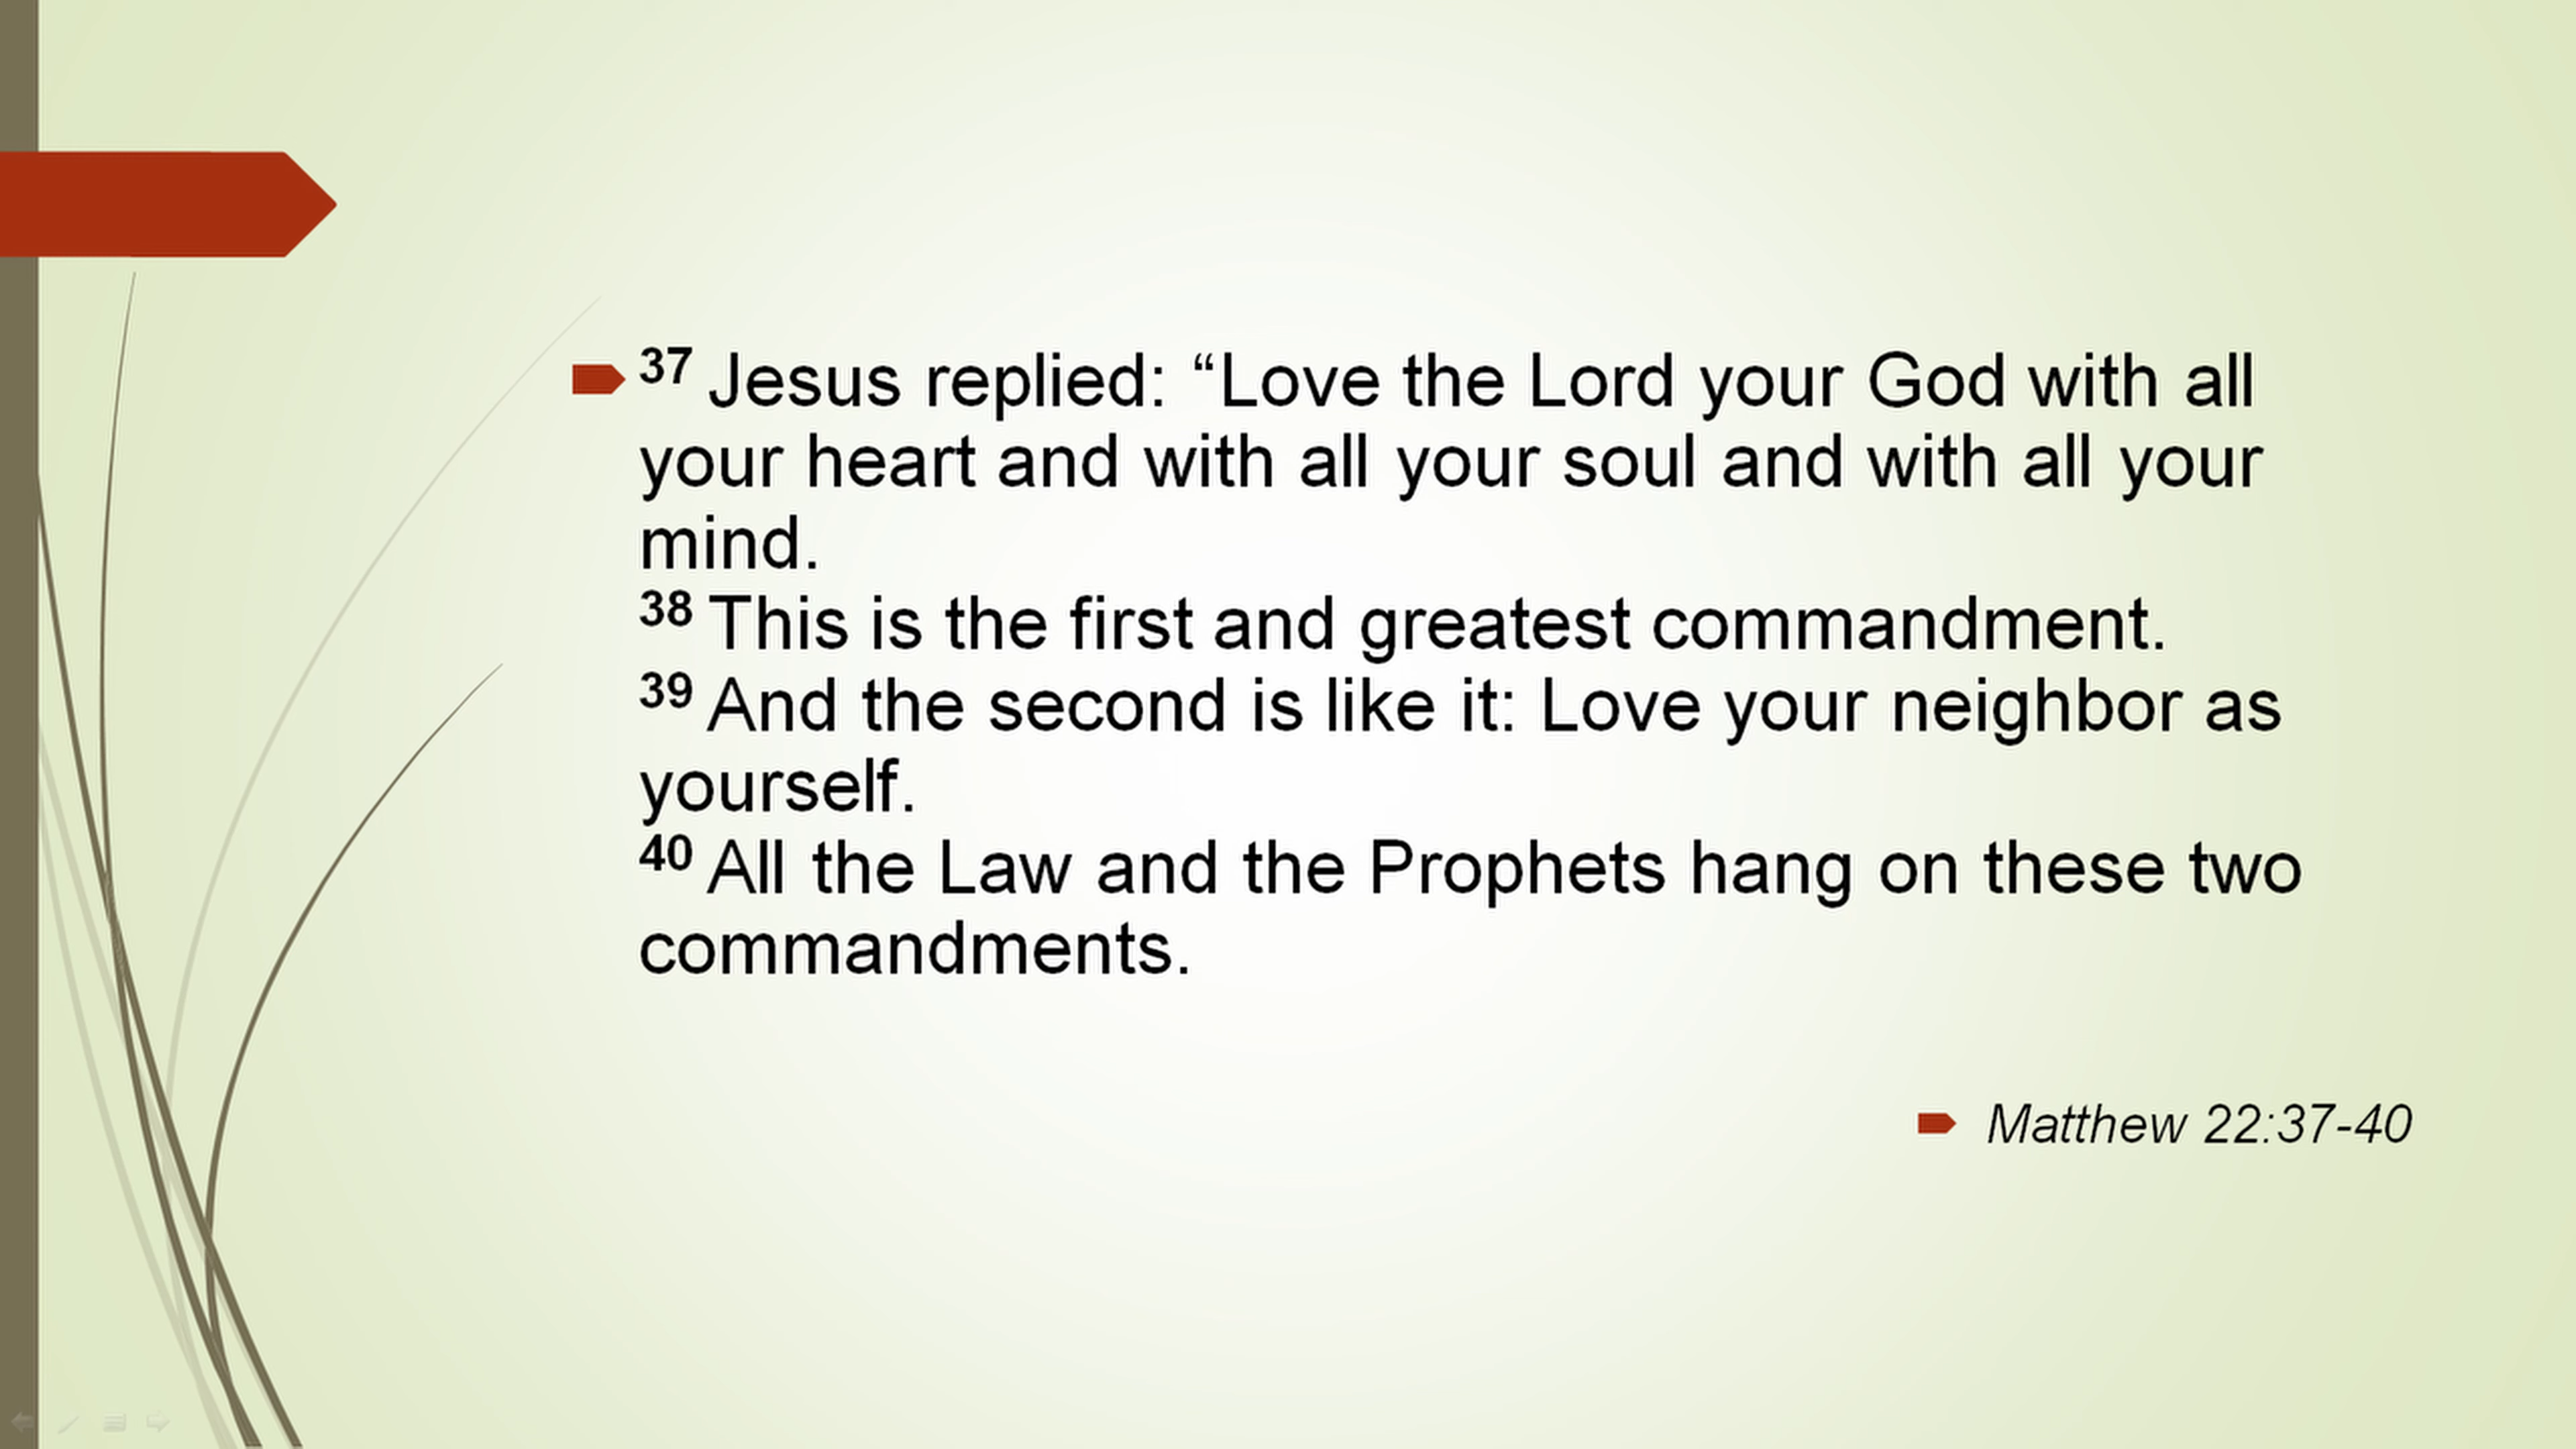 37 Jesus replied: “Love the Lord your God with all
your heart and with all your soul and with all your
mind.
38 This is the first and greatest commandment.
39 And the second is like it: Love your neighbor as
yourself.
40 All the Law and the Prophets hang on these two
commandments.
Matthew 22:37-40